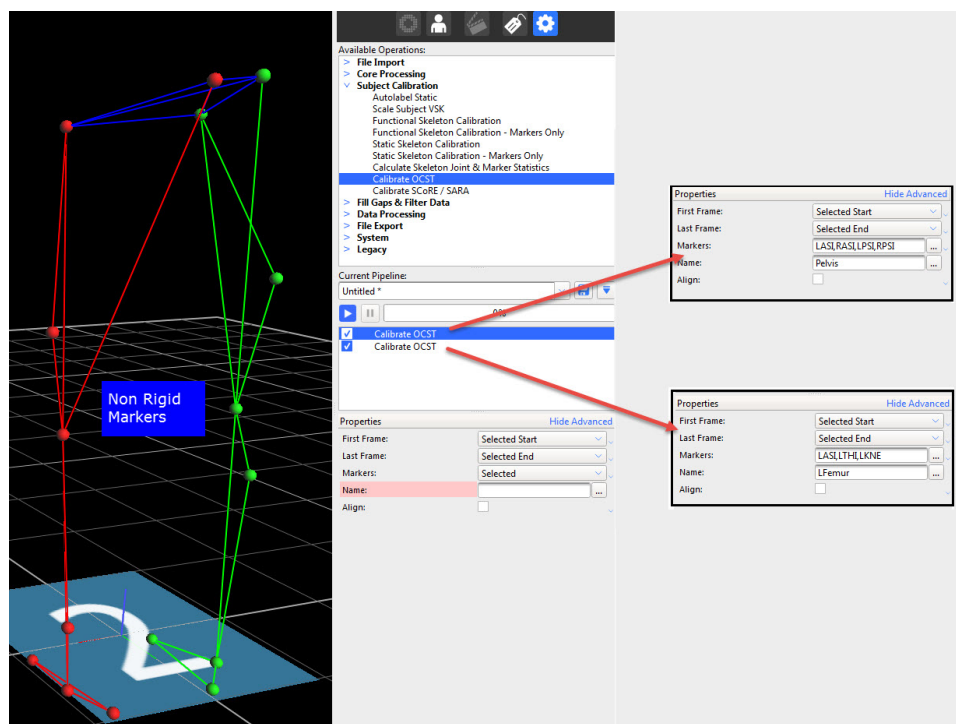 Non Rigid
Markers
2
Available Operations:
> File Import
> Core Processing
Subject Calibration
Autolabel Static
Scale Subject VSK
Functional Skeleton Calibration
Functional Skeleton Calibration - Markers Only
Static Skeleton Calibration
Static Skeleton Calibration - Markers Only
Calculate Skeleton Joint & Marker Statistics
Calibrate OCST
Calibrate SCoRE / SARA
> Fill Gaps & Filter Data
> Data Processing
> File Export
> System
> Legacy
Current Pipeline:
Untitled *
0%
Calibrate OCST
Calibrate OCST
Properties Hide Advanced
First Frame: Selected Start
Last Frame: Selected End
Markers: Selected
Name: ...
Align:
Properties Hide Advanced
First Frame: Selected Start
Last Frame: Selected End
Markers: LASI,RASI,LPSI,RPSI ...
Name: Pelvis ...
Align:
Properties Hide Advanced
First Frame: Selected Start
Last Frame: Selected End
Markers: LASI,LTHI,LKNE ...
Name: LFemur ...
Align: